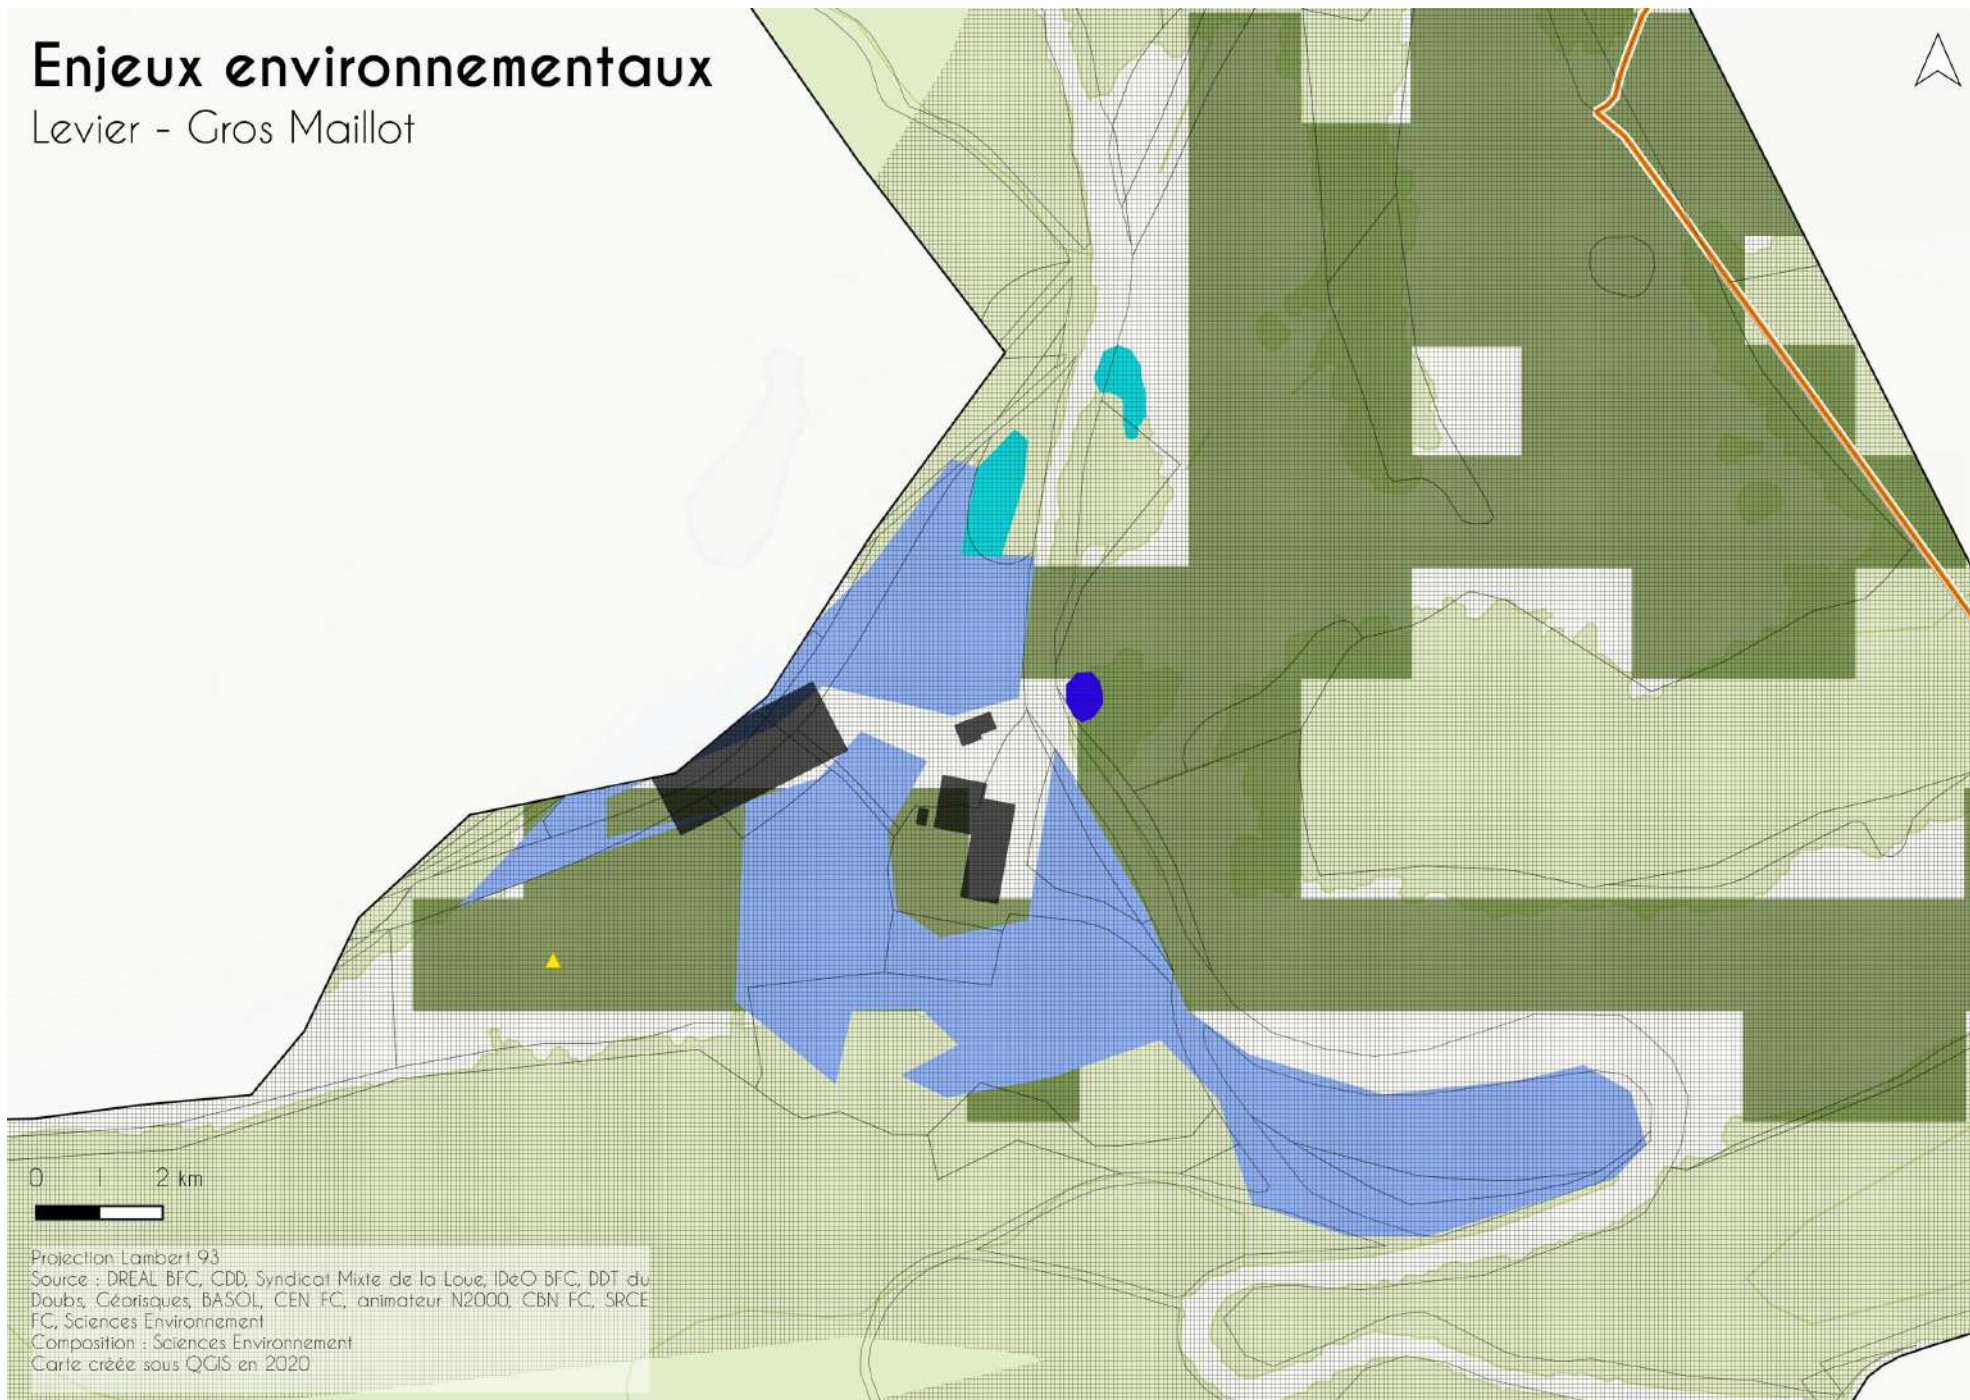 Enjeux environnementaux
Levier - Gros Maillot
0 1 2 km
Projection Lambert 93
Source : DREAL BFC, CDD, Syndicat Mixte de la Loue, IDeO BFC, DDT du
Doubs, Géorisques, BASOL, CEN FC, animateur N2000, CBN FC, SRCE
FC, Sciences Environnement
Composition : Sciences Environnement
Carte créée sous QGIS en 2020